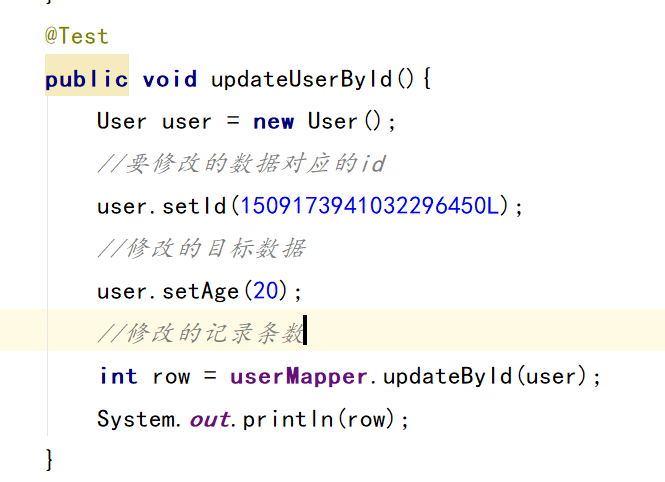 }
@Test
public void updateUserById(){
User user = new User();
//要修改的数据对应的id
user.setId(1509173941032296450L);
//修改的目标数据
user.setAge(20);
//修改的记录条数
int row = userMapper.updateById(user);
System.out.println(row);
}